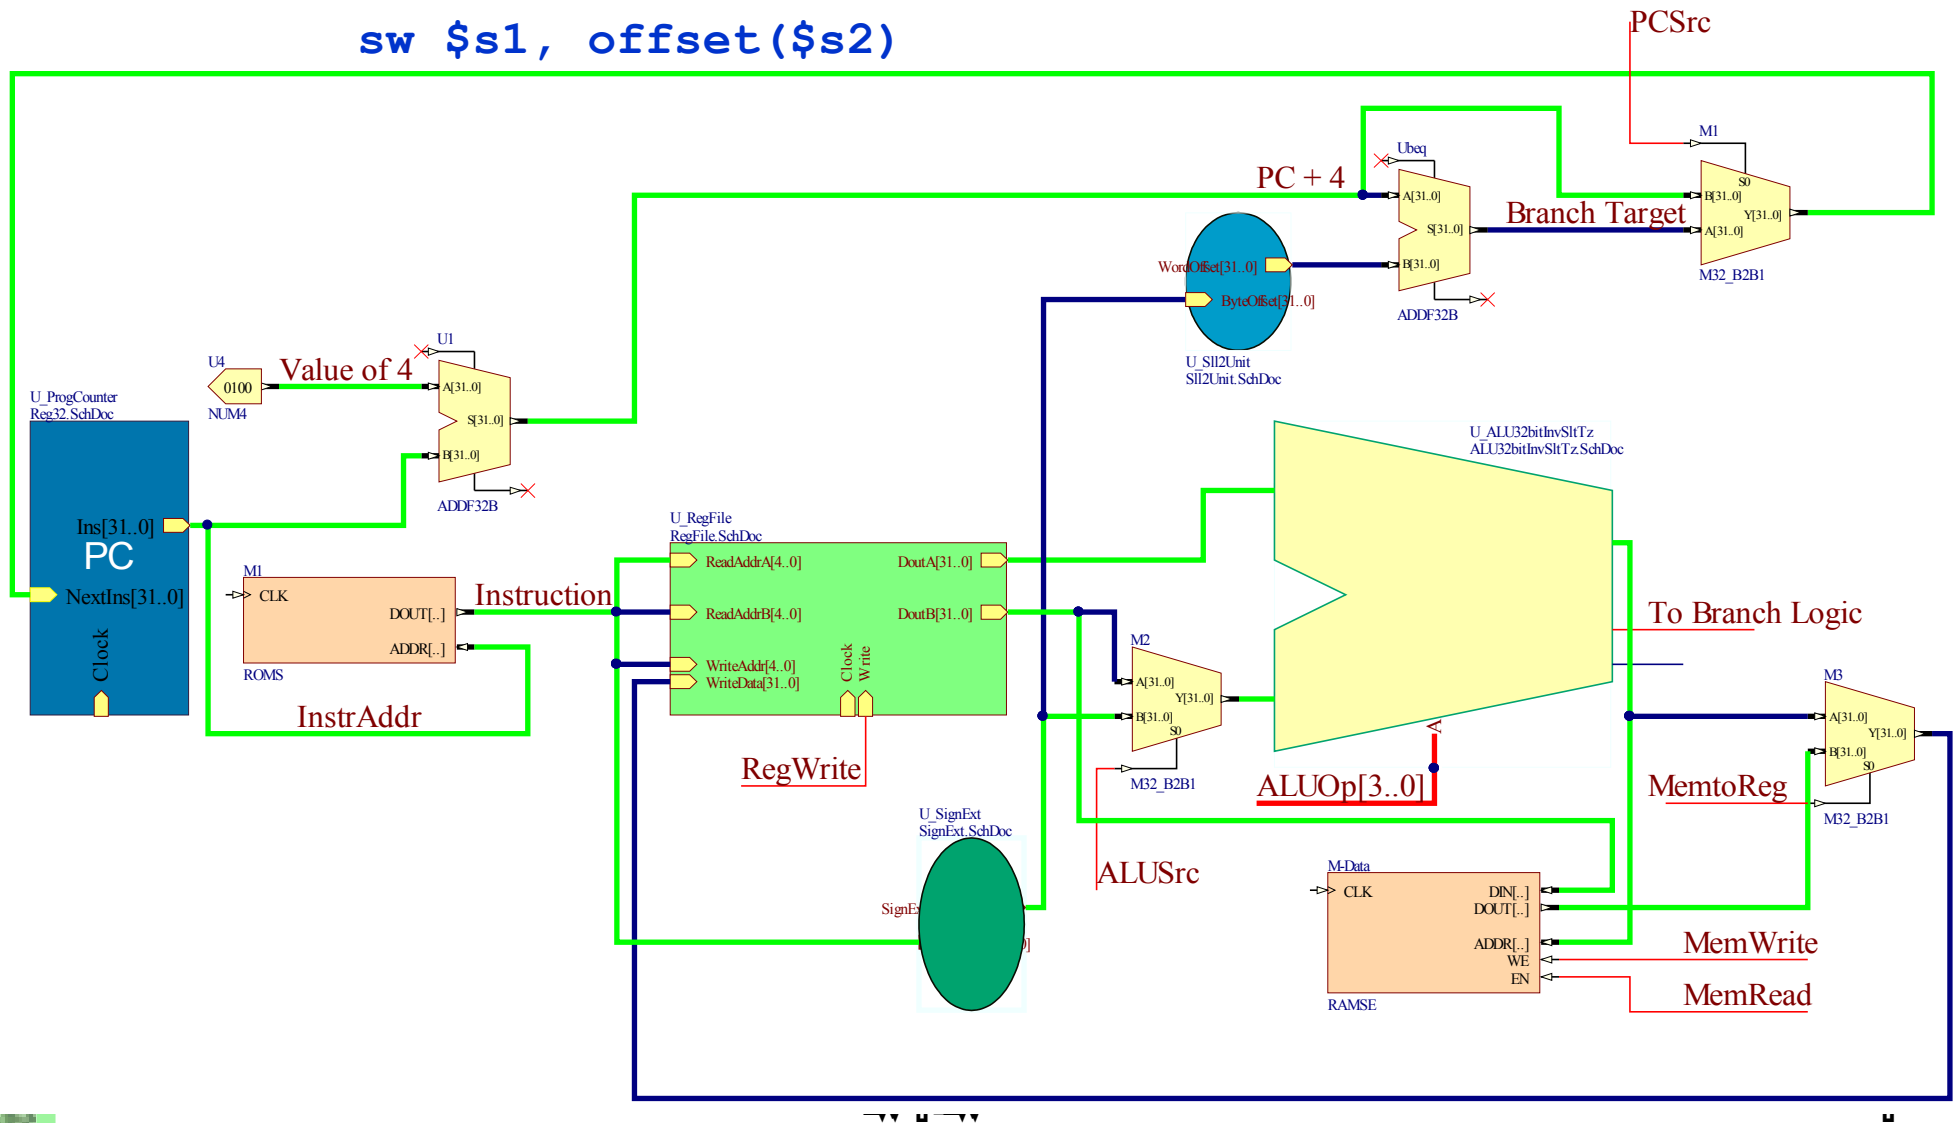 sw $s1, offset($s2)
PCSrc
M1
S0
B[31..0]
Y[31..0]
A[31..0]
M32_B2B1
Ubeq
PC + 4
A[31..0]
S[31..0]
B[31..0]
ADDF32B
Branch Target
WordOffset[31..0]
ByteOffset[31..0]
U_Sll2Unit
Sll2Unit.SchDoc
U1
U4
Value of 4
0100
NUM4
A[31..0]
S[31..0]
B[31..0]
ADDF32B
U_ProgCounter
Reg32.SchDoc
Ins[31..0]
PC
NextIns[31..0]
Clock
M1
CLK
DOUT[..]
ADDR[..]
ROMS
Instruction
InstrAddr
U_RegFile
RegFile.SchDoc
ReadAddrA[4..0]
DoutA[31..0]
ReadAddrB[4..0]
DoutB[31..0]
WriteAddr[4..0]
WriteData[31..0]
Clock
Write
RegWrite
U_ALU32bitInvSltTz
ALU32bitInvSltTz.SchDoc
A
ALUOp[3..0]
To Branch Logic
M2
A[31..0]
Y[31..0]
B[31..0]
S0
M32_B2B1
ALUSrc
U_SignExt
SignExt.SchDoc
M3
A[31..0]
Y[31..0]
B[31..0]
S0
MemtoReg
M32_B2B1
M-Data
CLK
DIN[..]
DOUT[..]
ADDR[..]
WE
EN
RAMSE
MemWrite
MemRead